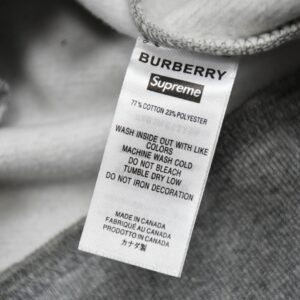 BURBERRY
Supreme
77% COTTON 23% POLYESTER
WASH INSIDE OUT WITH LIKE
COLORS
MACHINE WASH COLD
DO NOT BLEACH
TUMBLE DRY LOW
DO NOT IRON DECORATION
MADE IN CANADA
FABRIQUÉ AU CANADA
PRODOTTO IN CANADA
カナダ製